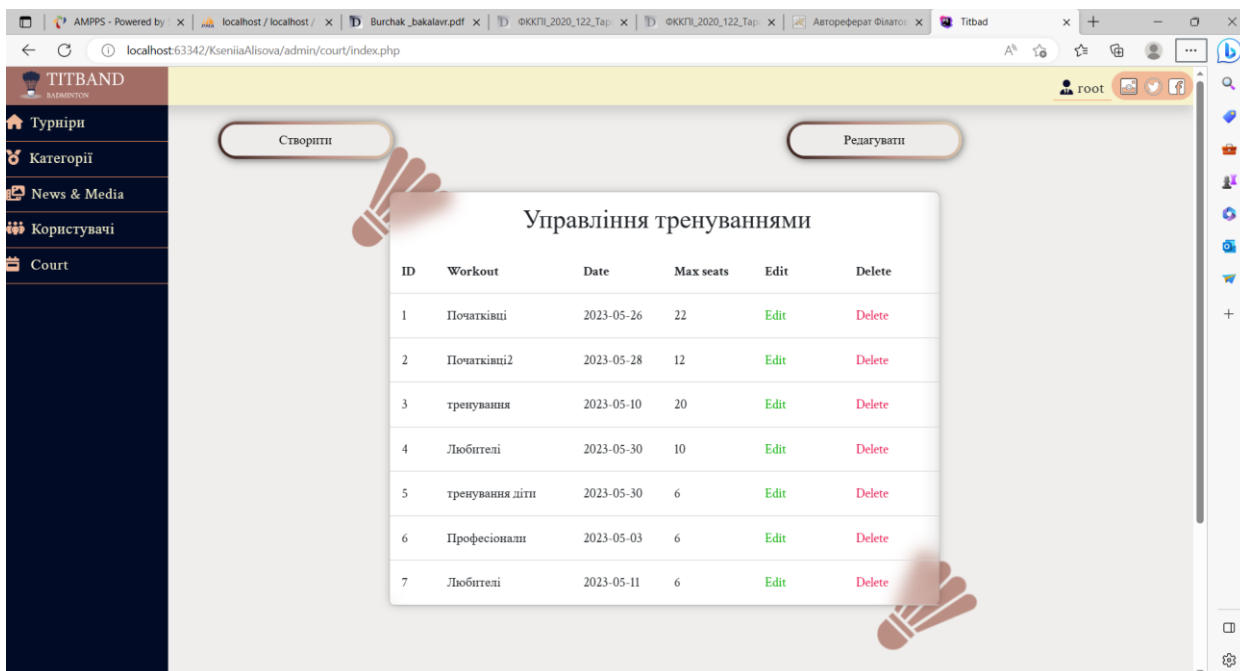 AMPPS - Powered by
localhost / localhost /
Burchak _bakalavr.pdf
ФККПІ_2020_122_Тар
ФККПІ_2020_122_Тар
Автореферат Філатов
Titbad
localhost:63342/KseniiaAlisova/admin/court/index.php
TITBAND
BADMINTON
root
Турніри
Категорії
News & Media
Користувачі
Court
Створити
Редагувати
Управління тренуваннями
ID Workout Date Max seats Edit Delete
1 Початківці 2023-05-26 22 Edit Delete
2 Початківці2 2023-05-28 12 Edit Delete
3 тренування 2023-05-10 20 Edit Delete
4 Любителі 2023-05-30 10 Edit Delete
5 тренування діти 2023-05-30 6 Edit Delete
6 Професіонали 2023-05-03 6 Edit Delete
7 Любителі 2023-05-11 6 Edit Delete